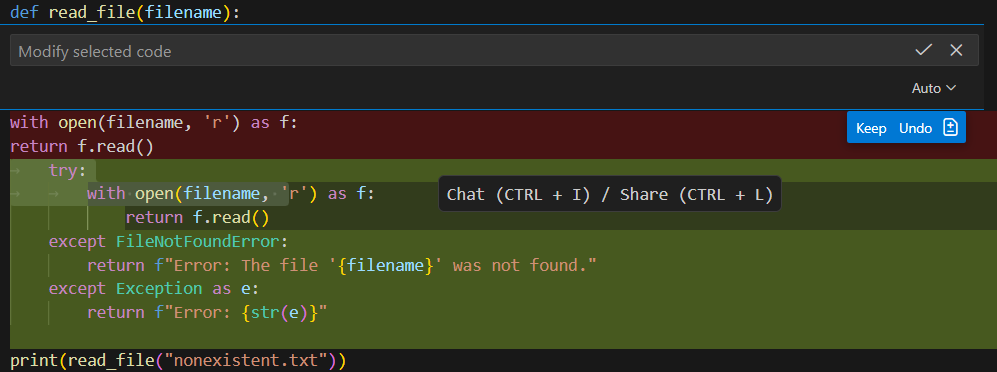 def read_file(filename):
Modify selected code
Auto
with open(filename, 'r') as f:
Keep Undo
return f.read()
try:
with open(filename, 'r') as f:
Chat (CTRL + I) / Share (CTRL + L)
return f.read()
except FileNotFoundError:
return f"Error: The file '{filename}' was not found."
except Exception as e:
return f"Error: {str(e)}"
print(read_file("nonexistent.txt"))